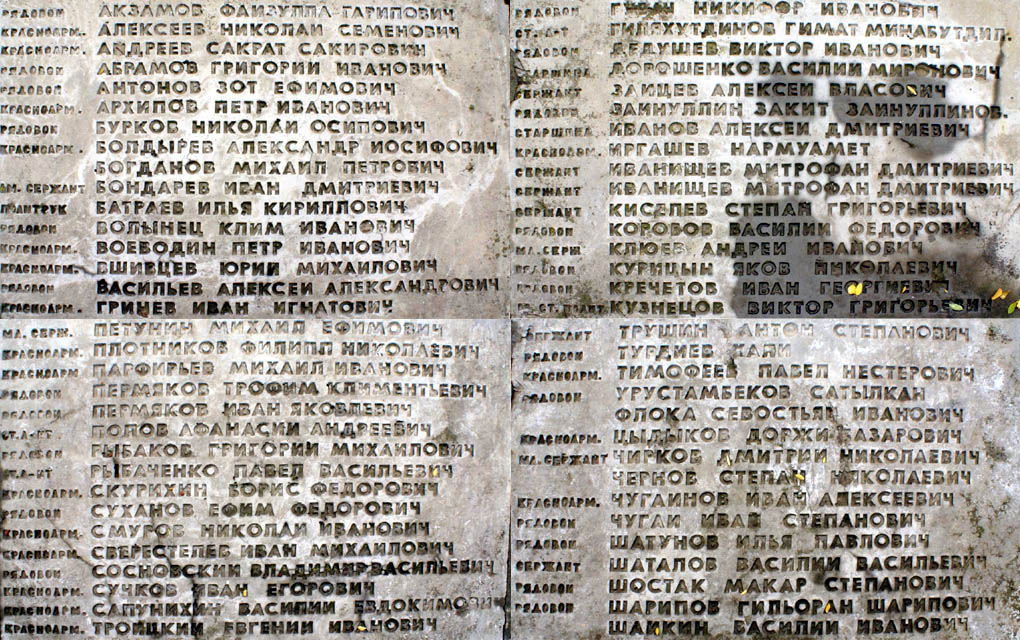 РЯДОВОЙ АКЗАМОВ ФАИЗУЛЛА ГАРИПОВИЧ
КРАСНОАРМ. АЛЕКСЕЕВ НИКОЛАЙ СЕМЕНОВИЧ
КРАСНОАРМ. АНДРЕЕВ САКРАТ САКИРОВИЧ
РЯДОВОЙ АБРАМОВ ГРИГОРИЙ ИВАНОВИЧ
РЯДОВОЙ АНТОНОВ ЗОТ ЕФИМОВИЧ
КРАСНОАРМ. АРХИПОВ ПЕТР ИВАНОВИЧ
РЯДОВОЙ БУРКОВ НИКОЛАЙ ОСИПОВИЧ
КРАСНОАРМ. БОЛДЫРЕВ АЛЕКСАНДР ИОСИФОВИЧ
БОГДАНОВ МИХАИЛ ПЕТРОВИЧ
МЛ. СЕРЖАНТ БОНДАРЕВ ИВАН ДМИТРИЕВИЧ
ПОЛИТРУК БАТРАЕВ ИЛЬЯ КИРИЛЛОВИЧ
РЯДОВОЙ ВОЛЫНЕЦ КЛИМ ИВАНОВИЧ
КРАСНОАРМ. ВОЕВОДИН ПЕТР ИВАНОВИЧ
КРАСНОАРМ. ВШИВЦЕВ ЮРИЙ МИХАЙЛОВИЧ
РЯДОВОЙ ВАСИЛЬЕВ АЛЕКСЕЙ АЛЕКСАНДРОВИЧ
КРАСНОАРМ. ГРИНЕВ ИВАН ИГНАТОВИЧ
РЯДОВОЙ НИКИФОР ИВАНОВИЧ
СТ. Л-Т ГИЛЯХУТДИНОВ ГИМАТ МИНАБУТДИЛ.
РЯДОВОЙ ДЕДУШЕВ ВИКТОР ИВАНОВИЧ
СТАРШИНА ДОРОШЕНКО ВАСИЛИЙ МИРОНОВИЧ
СЕРЖАНТ ЗАЙЦЕВ АЛЕКСЕЙ ВЛАСОВИЧ
РЯДОВОЙ ЗАЙНУЛЛИН ЗАКИТ ЗАЙНУЛЛИНОВ.
СТАРШИНА ИВАНОВ АЛЕКСЕЙ ДМИТРИЕВИЧ
КРАСНОАРМ. ИРГАШЕВ НАРМУАМЕТ
СЕРЖАНТ ИВАНИЩЕВ МИТРОФАН ДМИТРИЕВИЧ
СЕРЖАНТ ИВАНИЩЕВ МИТРОФАН ДМИТРИЕВИЧ
СЕРЖАНТ КИСЕЛЕВ СТЕПАН ГРИГОРЬЕВИЧ
РЯДОВОЙ КОРОБОВ ВАСИЛИЙ ФЕДОРОВИЧ
МЛ. СЕРЖ. КЛЮЕВ АНДРЕЙ ИВАНОВИЧ
РЯДОВОЙ КУРИЦЫН ЯКОВ НИКОЛАЕВИЧ
РЯДОВОЙ КРЕЧЕТОВ ИВАН ГЕОРГИЕВИЧ
КУЗНЕЦОВ ВИКТОР ГРИГОРЬЕВИЧ
МЛ. СЕРЖ. ПЕТУНИН МИХАИЛ ЕФИМОВИЧ
КРАСНОАРМ. ПЛОТНИКОВ ФИЛИПП НИКОЛАЕВИЧ
КРАСНОАРМ. ПАРФИРЬЕВ МИХАИЛ ИВАНОВИЧ
РЯДОВОЙ ПЕРМЯКОВ ТРОФИМ КЛИМЕНТЬЕВИЧ
РЯДОВОЙ ПЕРМЯКОВ ИВАН ЯКОВЛЕВИЧ
СТ. Л-НТ. ПОПОВ АФАНАСИЙ АНДРЕЕВИЧ
РЯДОВОЙ РЫБАКОВ ГРИГОРИЙ МИХАЙЛОВИЧ
РЫБАЧЕНКО ПАВЕЛ ВАСИЛЬЕВИЧ
КРАСНОАРМ. СКУРИХИН БОРИС ФЕДОРОВИЧ
РЯДОВОЙ СУХАНОВ ЕФИМ ФЕДОРОВИЧ
КРАСНОАРМ. СМУРОВ НИКОЛАЙ ИВАНОВИЧ
КРАСНОАРМ. СВЕРЕСТЕЛЕВ ИВАН МИХАЙЛОВИЧ
РЯДОВОЙ СОСНОВСКИЙ ВЛАДИМИР ВАСИЛЬЕВИЧ
КРАСНОАРМ. СУЧКОВ ИВАН ЕГОРОВИЧ
КРАСНОАРМ. САПУНИХИН ВАСИЛИЙ ЕВДОКИМОВИЧ
КРАСНОАРМ. ТРОИЦКИЙ ЕВГЕНИЙ ИВАНОВИЧ
СЕРЖАНТ ТРУШИН АНТОН СТЕПАНОВИЧ
РЯДОВОЙ ТУРДИЕВ ХАЛИ
КРАСНОАРМ. ТИМОФЕЕВ ПАВЕЛ НЕСТЕРОВИЧ
РЯДОВОЙ УРУСТАМБЕКОВ САТЫЛКАН
ФЛОКА СЕВОСТЬЯН ИВАНОВИЧ
КРАСНОАРМ. ЦЫДЫКОВ ДОРЖИ БАЗАРОВИЧ
МЛ. СЕРЖАНТ ЧИРКОВ ДМИТРИЙ НИКОЛАЕВИЧ
ЧЕРНОВ СТЕПАН НИКОЛАЕВИЧ
КРАСНОАРМ. ЧУГАИНОВ ИВАН АЛЕКСЕЕВИЧ
РЯДОВОЙ ЧУГАЙ ИВАН СТЕПАНОВИЧ
РЯДОВОЙ ШАТУНОВ ИЛЬЯ ПАВЛОВИЧ
СЕРЖАНТ ШАТАЛОВ ВАСИЛИЙ ВАСИЛЬЕВИЧ
РЯДОВОЙ ШОСТАК МАКАР СТЕПАНОВИЧ
РЯДОВОЙ ШАРИПОВ ГИЛЬОРАН ШАРИПОВИЧ
КРАСНОАРМ. ШАЙКИН ВАСИЛИЙ ИВАНОВИЧ